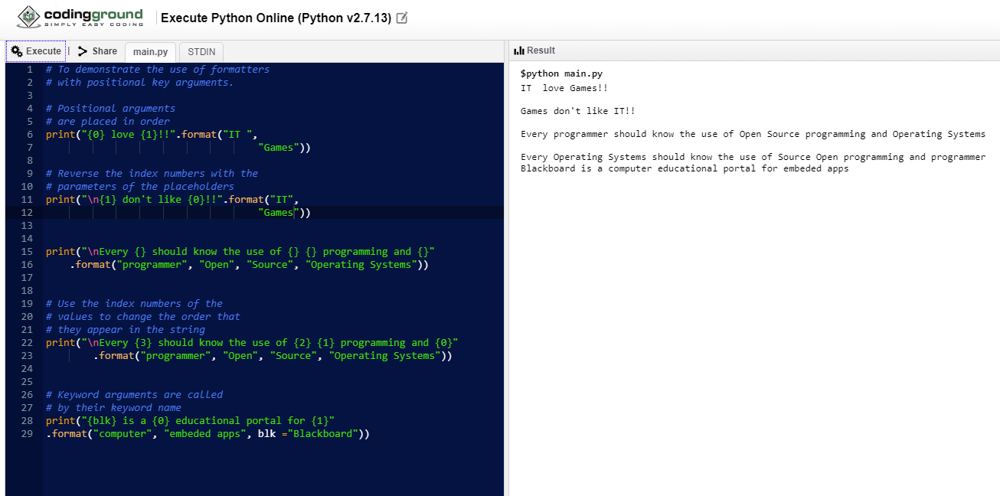 codingground
SIMPLY EASY CODING
Execute Python Online (Python v2.7.13)
Execute | Share main.py STDIN
1 # To demonstrate the use of formatters
2 # with positional key arguments.
3
4 # Positional arguments
5 # are placed in order
6 print("{0} love {1}!!".format("IT ",
7 "Games"))
8
9 # Reverse the index numbers with the
10 # parameters of the placeholders
11 print("\n{1} don't like {0}!!".format("IT",
12 "Games"))
13
14
15 print("\nEvery {} should know the use of {} {} programming and {}"
16 .format("programmer", "Open", "Source", "Operating Systems"))
17
18
19 # Use the index numbers of the
20 # values to change the order that
21 # they appear in the string
22 print("\nEvery {3} should know the use of {2} {1} programming and {0}"
23 .format("programmer", "Open", "Source", "Operating Systems"))
24
25
26 # Keyword arguments are called
27 # by their keyword name
28 print("{blk} is a {0} educational portal for {1}"
29 .format("computer", "embeded apps", blk ="Blackboard"))
Result
$python main.py
IT  love Games!!
Games don't like IT!!
Every programmer should know the use of Open Source programming and Operating Systems
Every Operating Systems should know the use of Source Open programming and programmer
Blackboard is a computer educational portal for embeded apps